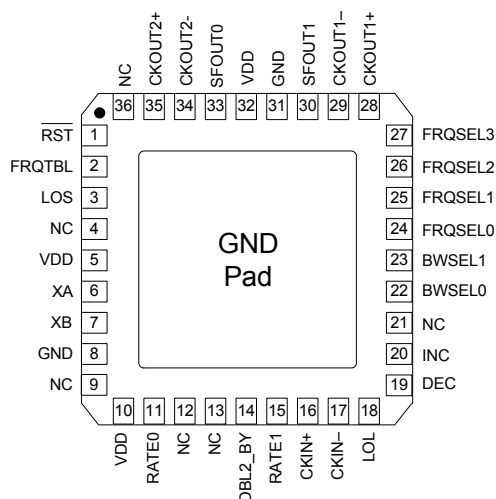 NC
CKOUT2+
CKOUT2-
SFOUT0
VDD
GND
SFOUT1
CKOUT1–
CKOUT1+
36 35 34 33 32 31 30 29 28
RST 1
FRQTBL 2
LOS 3
NC 4
VDD 5
XA 6
XB 7
GND 8
NC 9
GND
Pad
27 FRQSEL3
26 FRQSEL2
25 FRQSEL1
24 FRQSEL0
23 BWSEL1
22 BWSEL0
21 NC
20 INC
19 DEC
10 11 12 13 14 15 16 17 18
VDD
RATE0
NC
NC
DBL2_BY
RATE1
CKIN+
CKIN–
LOL